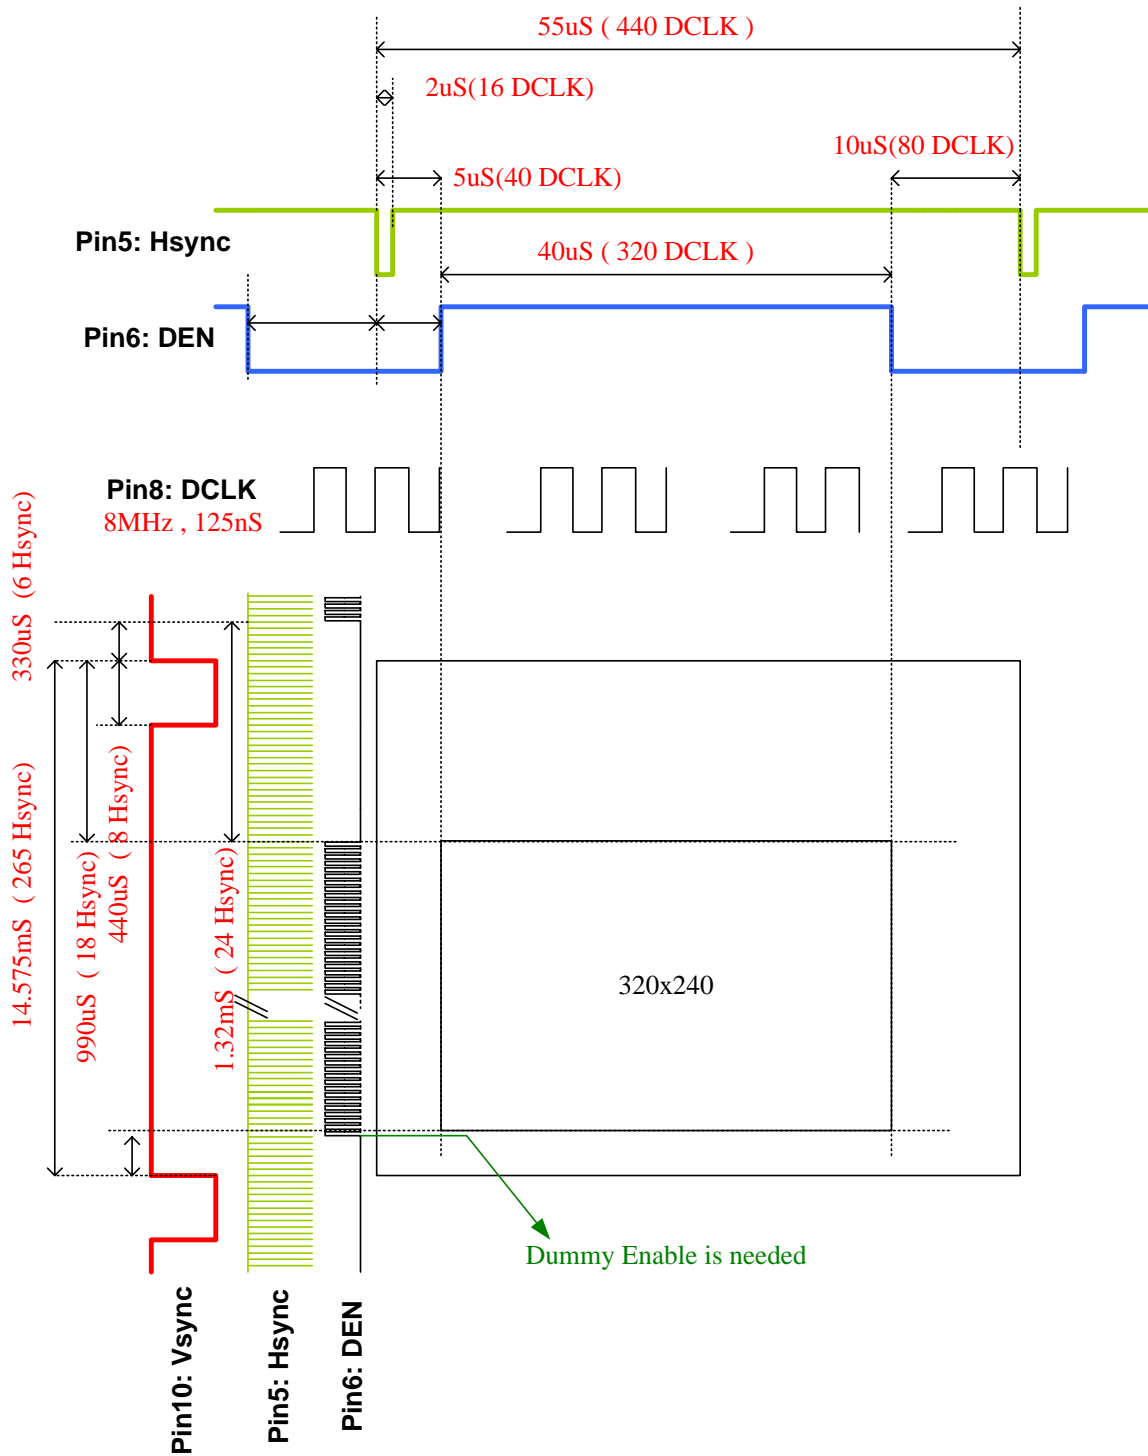 55uS ( 440 DCLK )
2uS(16 DCLK)
10uS(80 DCLK)
5uS(40 DCLK)
Pin5: Hsync
40uS ( 320 DCLK )
Pin6: DEN
Pin8: DCLK
8MHz , 125nS
330uS (6 Hsync)
14.575mS ( 265 Hsync)
990uS ( 18 Hsync)
440uS ( 8 Hsync)
1.32mS ( 24 Hsync)
320x240
Dummy Enable is needed
Pin10: Vsync
Pin5: Hsync
Pin6: DEN